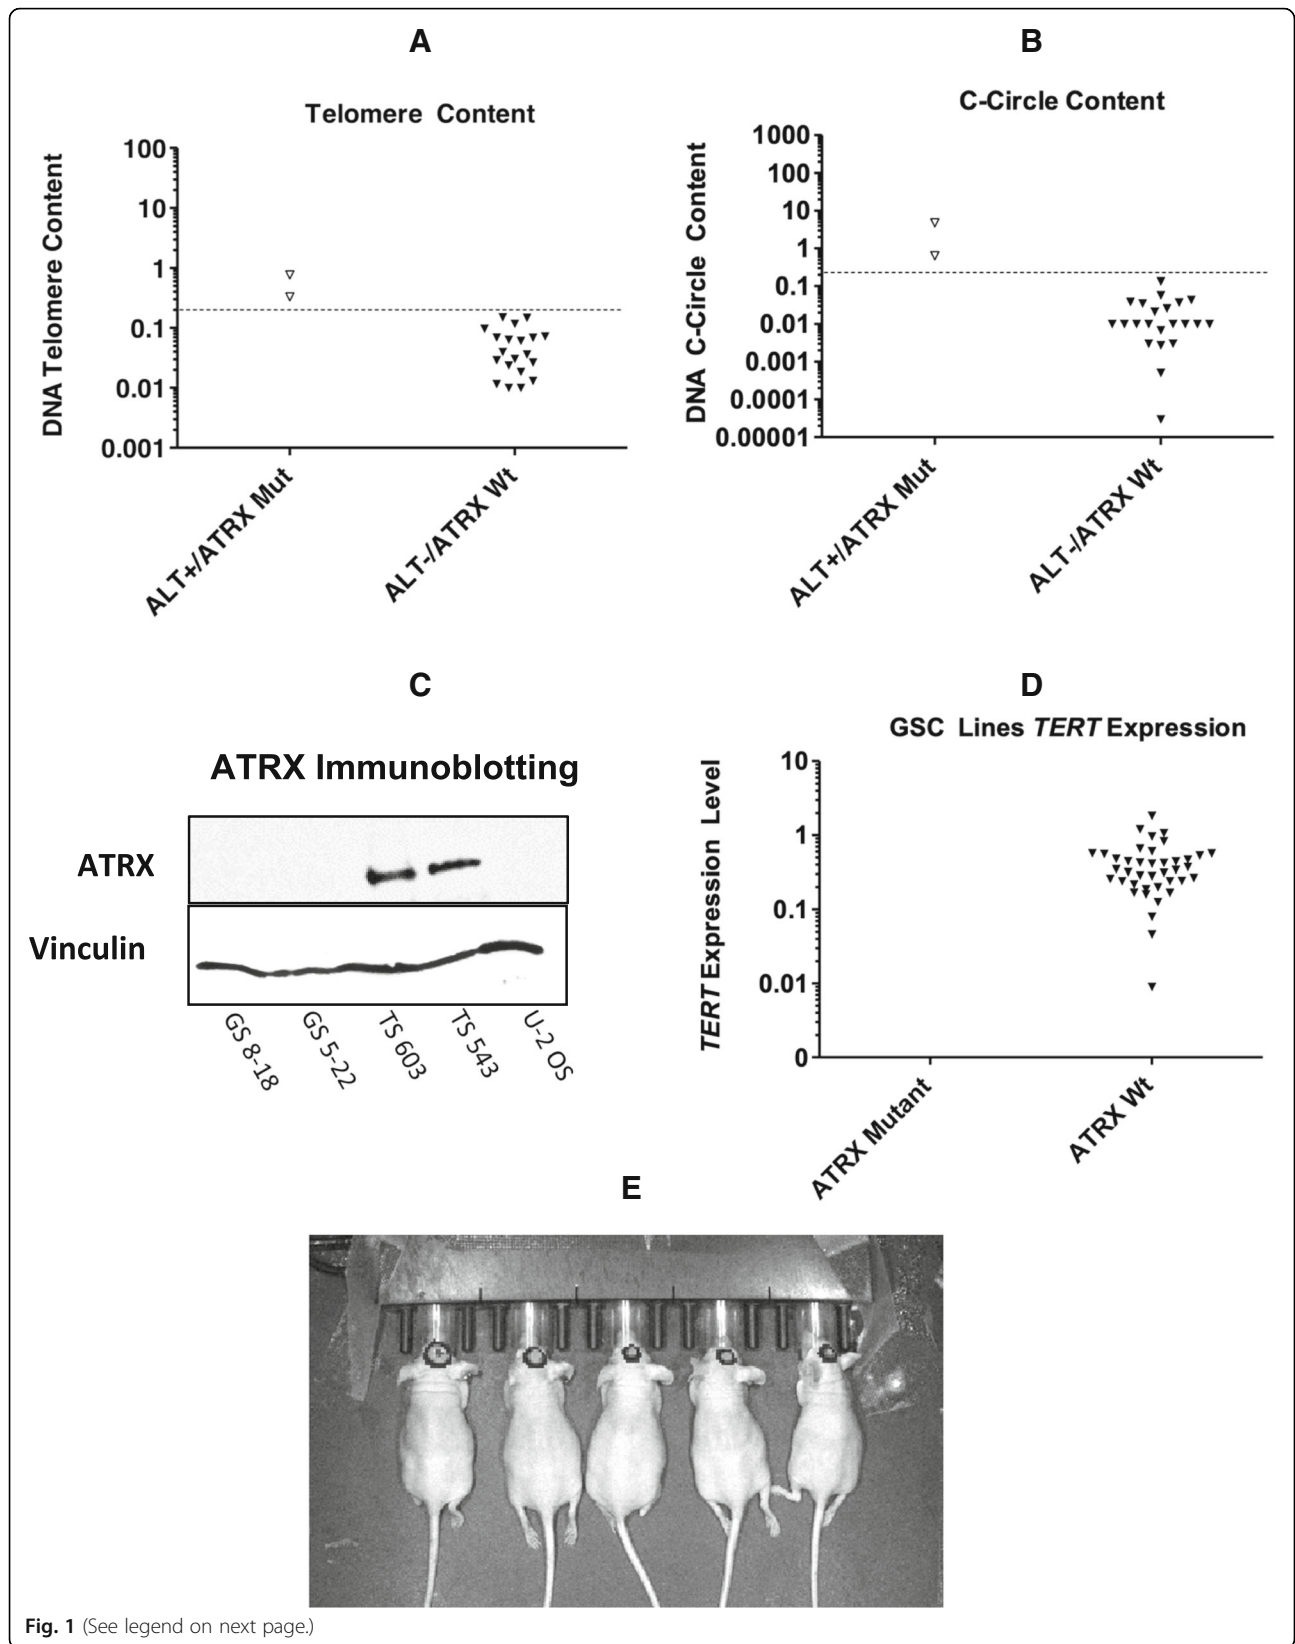 A
Telomere Content
DNA Telomere Content
100
10
1
0.1
0.01
0.001
ALT+/ATRX Mut
ALT-/ATRX Wt
B
C-Circle Content
DNA C-Circle Content
1000
100
10
1
0.1
0.01
0.001
0.0001
0.00001
ALT+/ATRX Mut
ALT-/ATRX Wt
C
ATRX Immunoblotting
ATRX
Vinculin
GS 8-18
GS 5-22
TS 603
TS 543
U-2 OS
D
GSC Lines TERT Expression
TERT Expression Level
10
1
0.1
0.01
0
ATRX Mutant
ATRX Wt
E
Fig. 1 (See legend on next page.)